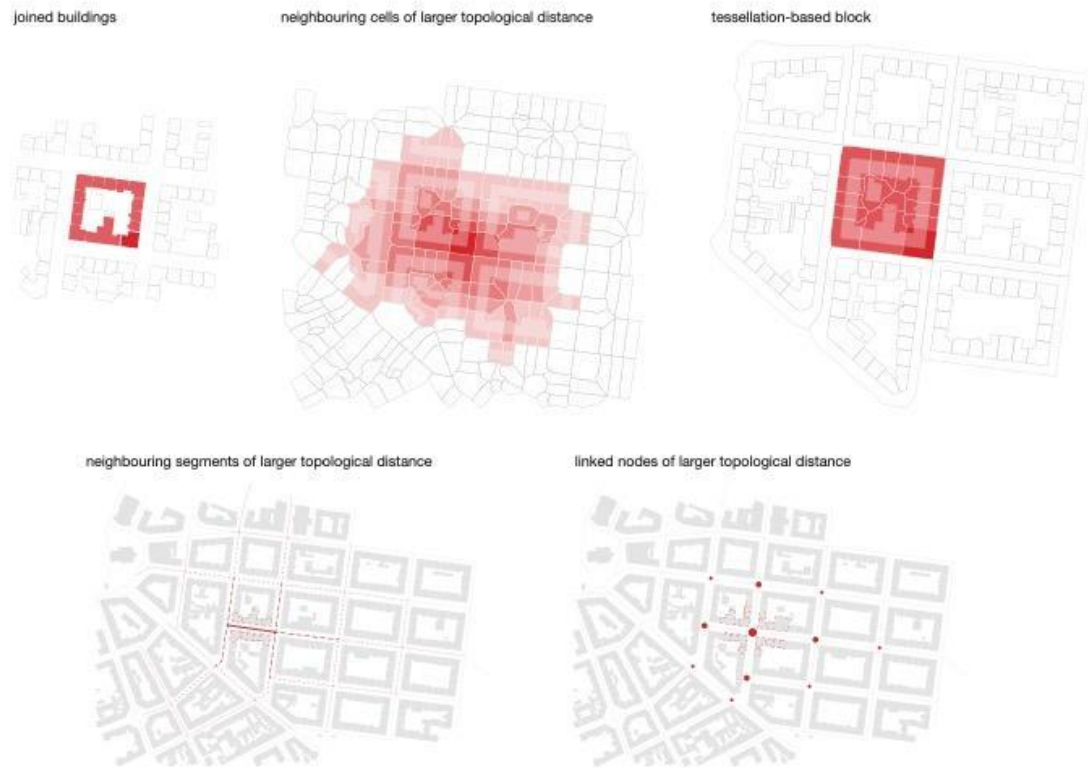 joined buildings
neighbouring cells of larger topological distance
tessellation-based block
neighbouring segments of larger topological distance
linked nodes of larger topological distance